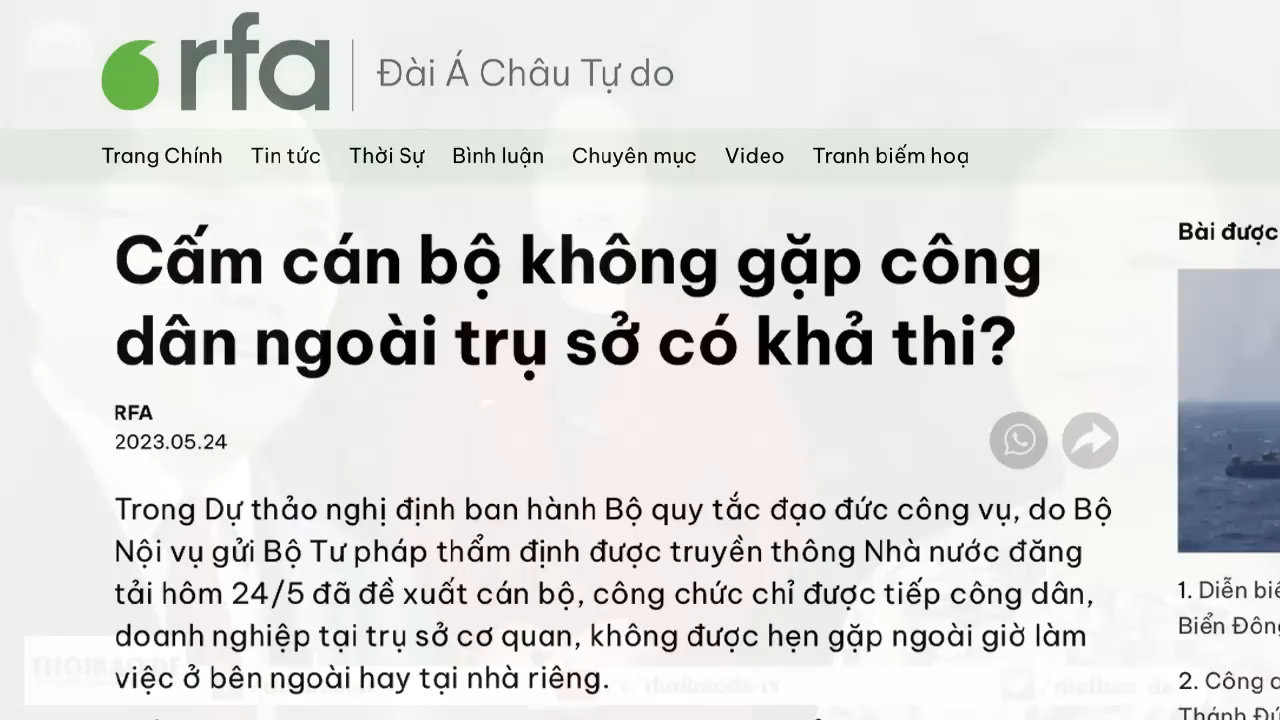 rfa Đài Á Châu Tự do
Trang Chính Tin tức Thời Sự Bình luận Chuyên mục Video Tranh biếm hoạ
Cấm cán bộ không gặp công
dân ngoài trụ sở có khả thi?
RFA
2023.05.24
Trong Dự thảo nghị định ban hành Bộ quy tắc đạo đức công vụ, do Bộ
Nội vụ gửi Bộ Tư pháp thẩm định được truyền thông Nhà nước đăng
tải hôm 24/5 đã đề xuất cán bộ, công chức chỉ được tiếp công dân,
doanh nghiệp tại trụ sở cơ quan, không được hẹn gặp ngoài giờ làm
việc ở bên ngoài hay tại nhà riêng.
Bài được
1. Diễn
Biển Đông
2. Công
Thánh
THOIBAO.DE